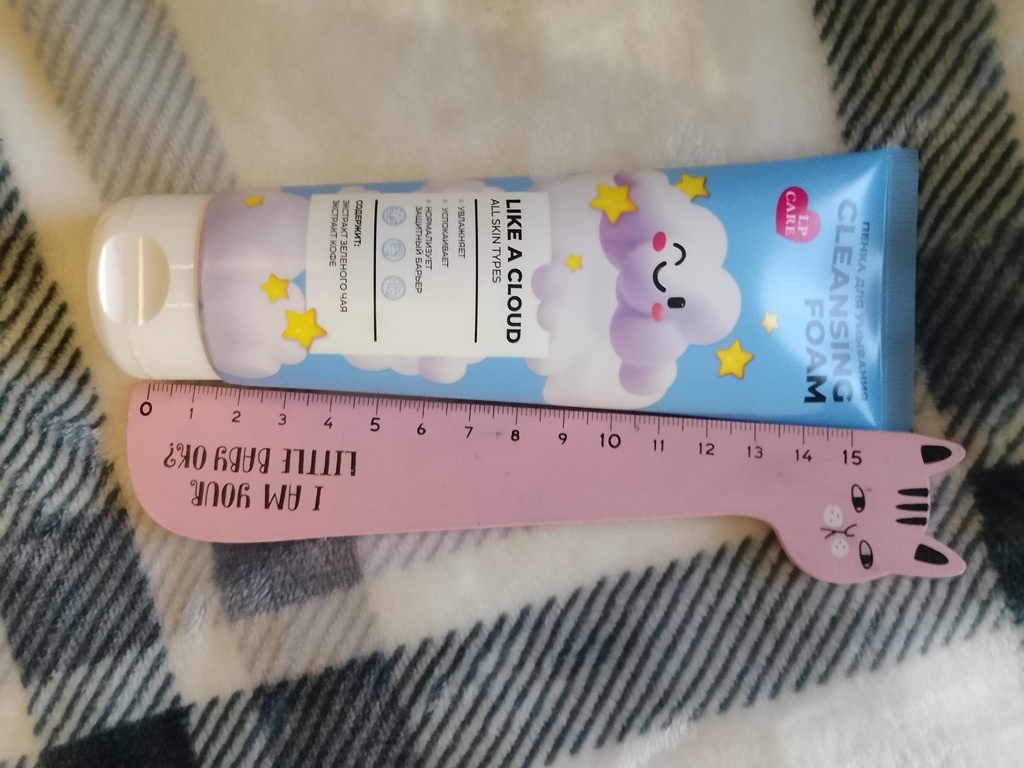 LP
CARE
ПЕНКА ДЛЯ УМЫВАНИЯ
CLEANSING
FOAM
LIKE A CLOUD
ALL SKIN TYPES
УВЛАЖНЯЕТ
УСПОКАИВАЕТ
НОРМАЛИЗУЕТ
ЗАЩИТНЫЙ БАРЬЕР
СОДЕРЖИТ:
ЭКСТРАКТ ЗЕЛЕНОГО ЧАЯ
ЭКСТРАКТ КОФЕ
0 1 2 3 4 5 6 7 8 9 10 11 12 13 14 15
I AM YOUR
LITTLE BABY OK?